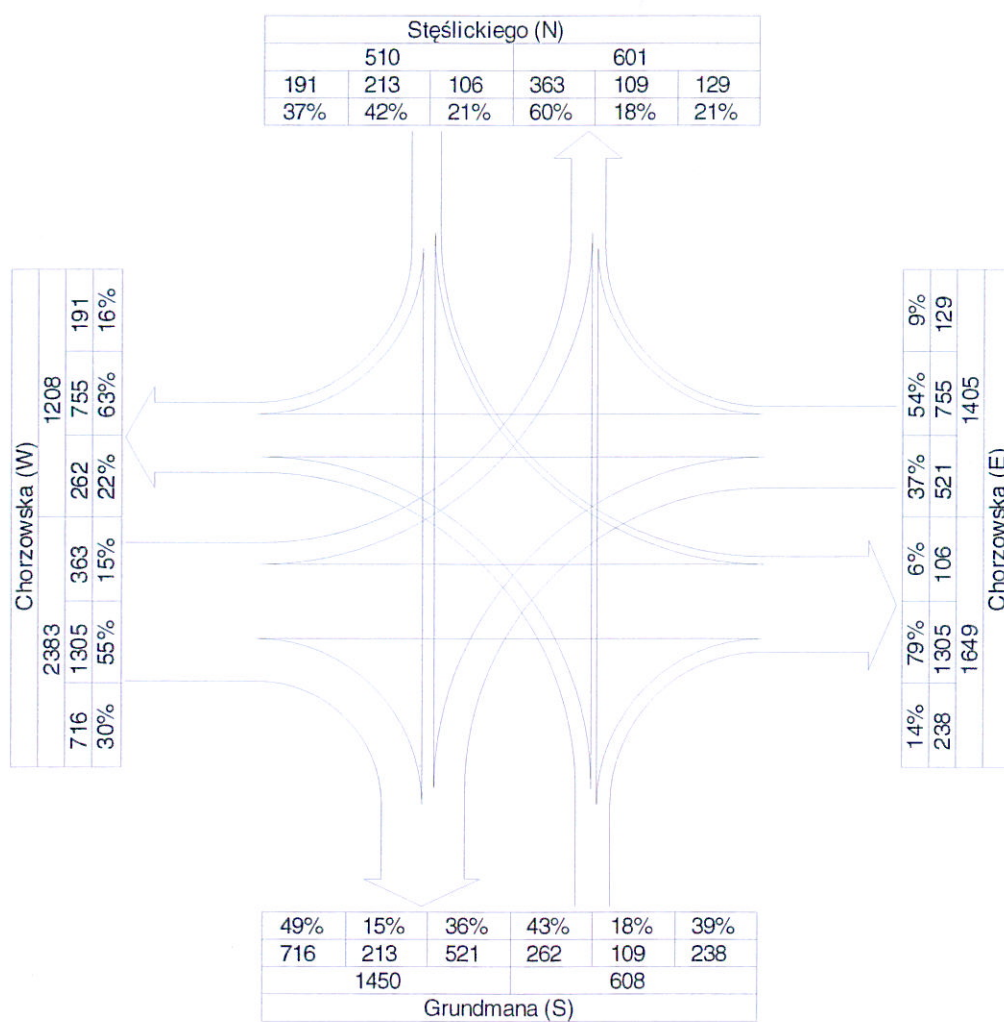 Stęślickiego (N)
510 601
191 213 106 363 109 129
37% 42% 21% 60% 18% 21%
Chorzowska (W)
1208
2383
191 755 262 363 1305 716
16% 63% 22% 15% 55% 30%
9% 54% 37% 6% 79% 14%
129 755 521 106 1305 238
1405
1649
Chorzowska (E)
49% 15% 36% 43% 18% 39%
716 213 521 262 109 238
1450 608
Grundmana (S)